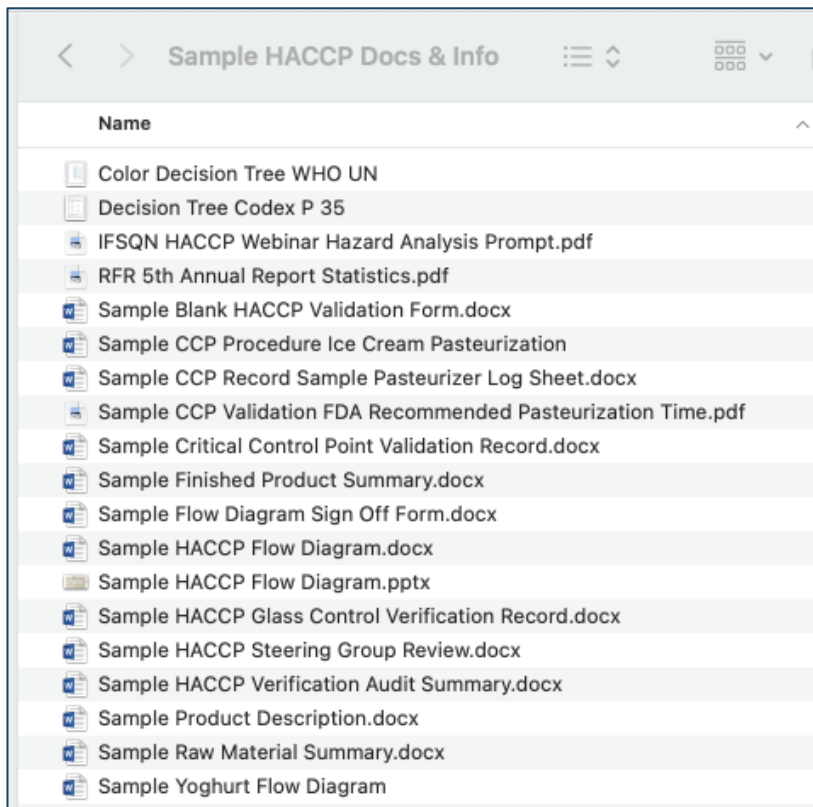 Sample HACCP Docs & Info
Name
Color Decision Tree WHO UN
Decision Tree Codex P 35
IFSQN HACCP Webinar Hazard Analysis Prompt.pdf
RFR 5th Annual Report Statistics.pdf
Sample Blank HACCP Validation Form.docx
Sample CCP Procedure Ice Cream Pasteurization
Sample CCP Record Sample Pasteurizer Log Sheet.docx
Sample CCP Validation FDA Recommended Pasteurization Time.pdf
Sample Critical Control Point Validation Record.docx
Sample Finished Product Summary.docx
Sample Flow Diagram Sign Off Form.docx
Sample HACCP Flow Diagram.docx
Sample HACCP Flow Diagram.pptx
Sample HACCP Glass Control Verification Record.docx
Sample HACCP Steering Group Review.docx
Sample HACCP Verification Audit Summary.docx
Sample Product Description.docx
Sample Raw Material Summary.docx
Sample Yoghurt Flow Diagram